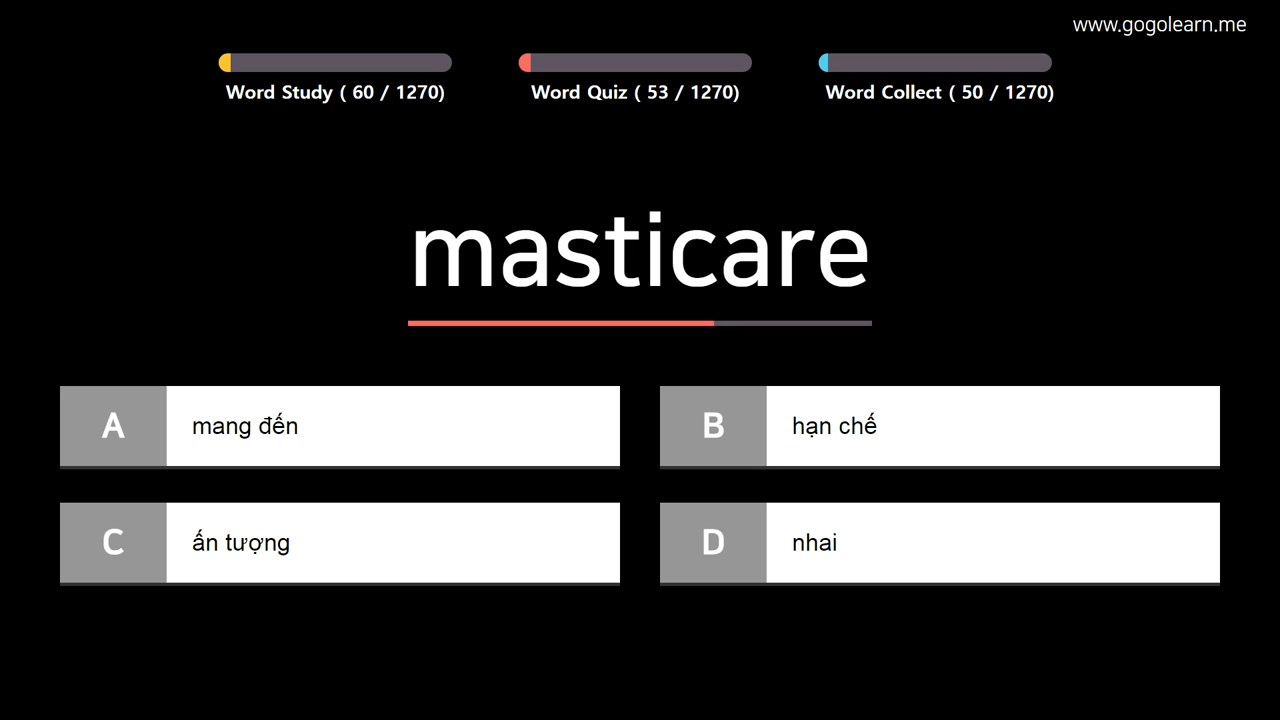 www.gogolearn.me
Word Study ( 60 / 1270)
Word Quiz ( 53 / 1270)
Word Collect ( 50 / 1270)
masticare
A mang đến
B hạn chế
C ấn tượng
D nhai